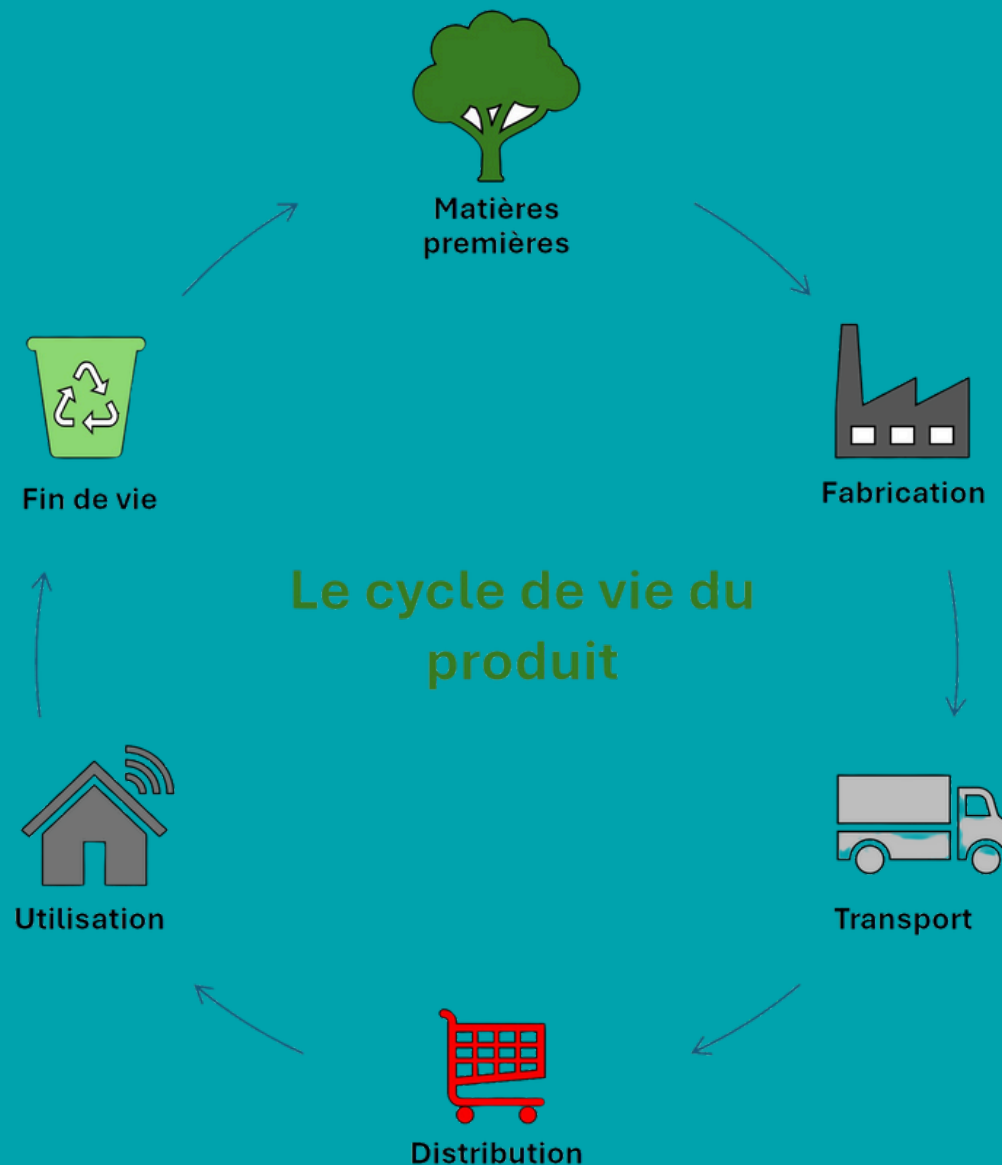 Matières
premières
Fabrication
Transport
Distribution
Utilisation
Fin de vie
Le cycle de vie du
produit